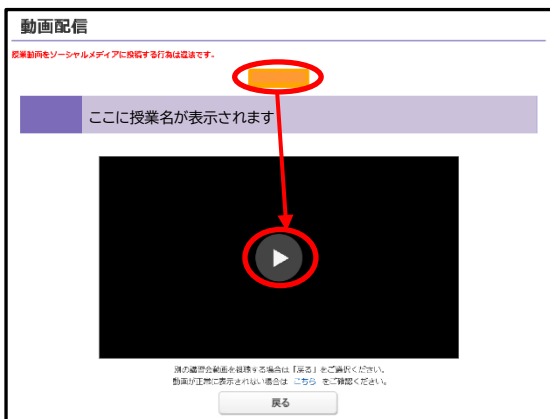 動画配信
授業動画をソーシャルメディアに投稿する行為は違法です。
ここに授業名が表示されます
別の講習会動画を視聴する場合は「戻る」をご選択ください。
動画が正常に表示されない場合は こちら をご確認ください。
戻る